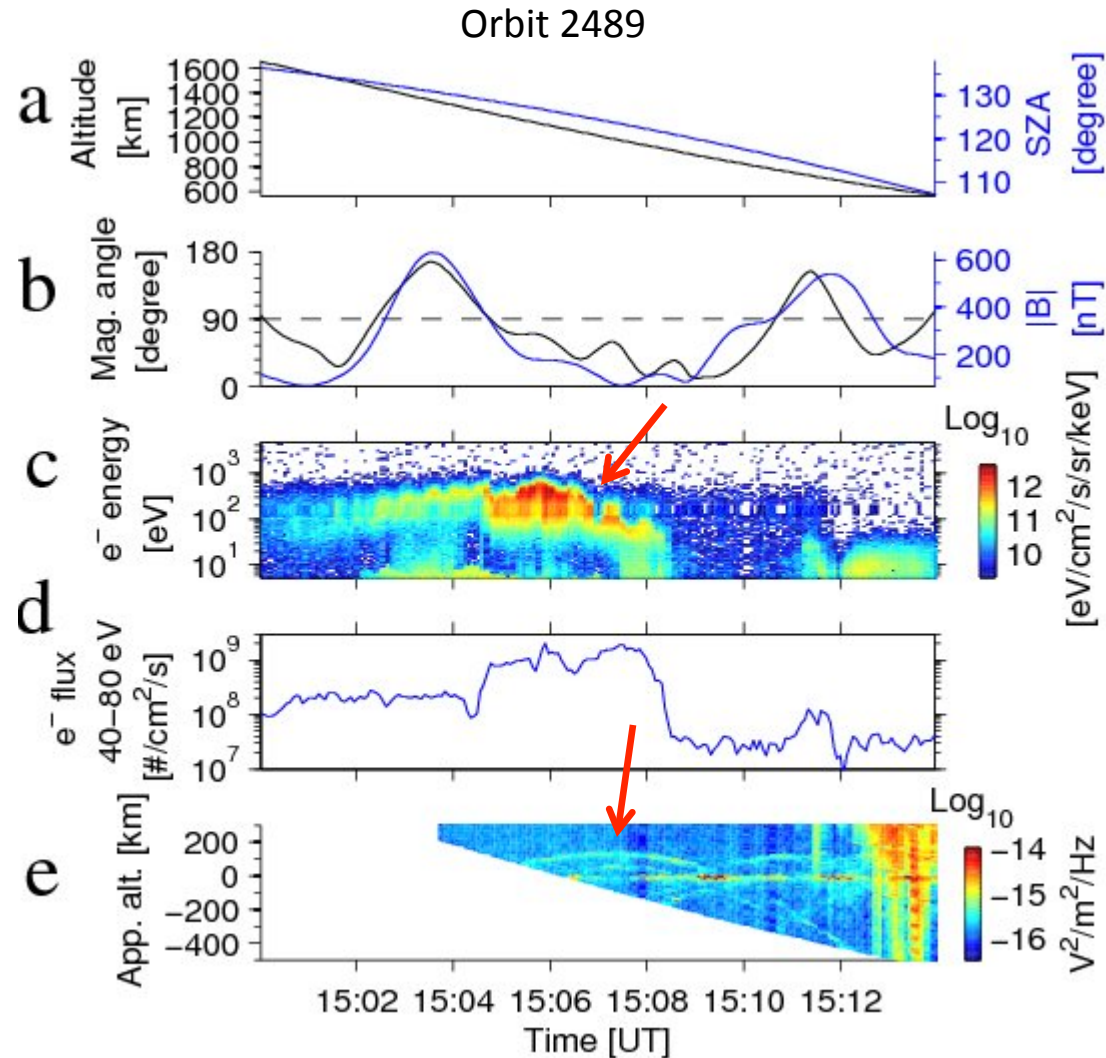 Orbit 2489
a
Altitude
[km]
1600
1400
1200
1000
800
600
130
120
110
SZA
[degree]
b
Mag. angle
[degree]
180
90
0
600
400
200
|B|
[nT]
c
e⁻ energy
[eV]
10³
10²
10¹
Log₁₀
12
11
10
[eV/cm²/s/sr/keV]
d
e⁻ flux
40−80 eV
[#/cm²/s]
10⁹
10⁸
10⁷
e
App. alt. [km]
200
0
−200
−400
Log₁₀
−14
−15
−16
V²/m²/Hz
15:02 15:04 15:06 15:08 15:10 15:12
Time [UT]